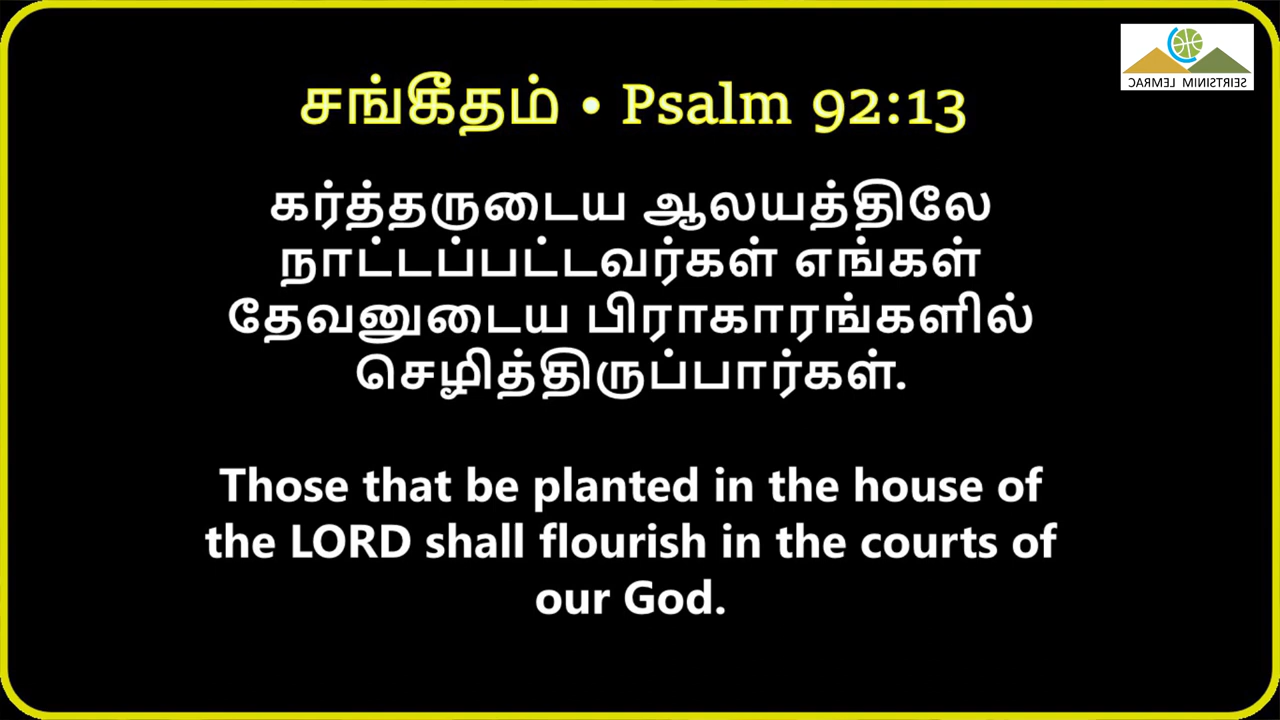 SEIRTSINIM LEMRAC
சங்கீதம் • Psalm 92:13
கர்த்தருடைய ஆலயத்திலே
நாட்டப்பட்டவர்கள் எங்கள்
தேவனுடைய பிராகாரங்களில்
செழித்திருப்பார்கள்.
Those that be planted in the house of
the LORD shall flourish in the courts of
our God.